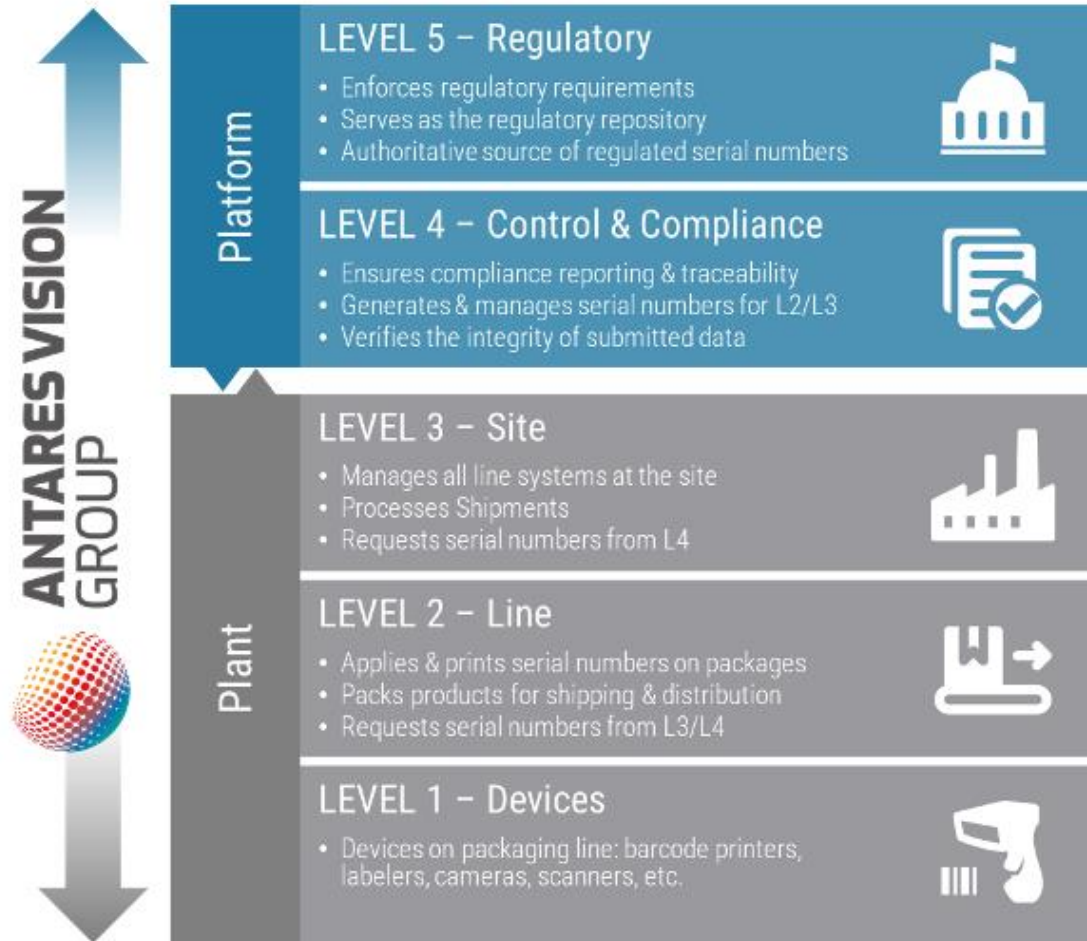 ANTARES VISION
GROUP
Platform
LEVEL 5 – Regulatory
• Enforces regulatory requirements
• Serves as the regulatory repository
• Authoritative source of regulated serial numbers
LEVEL 4 – Control & Compliance
• Ensures compliance reporting & traceability
• Generates & manages serial numbers for L2/L3
• Verifies the integrity of submitted data
Plant
LEVEL 3 – Site
• Manages all line systems at the site
• Processes Shipments
• Requests serial numbers from L4
LEVEL 2 – Line
• Applies & prints serial numbers on packages
• Packs products for shipping & distribution
• Requests serial numbers from L3/L4
LEVEL 1 – Devices
• Devices on packaging line: barcode printers,
labelers, cameras, scanners, etc.